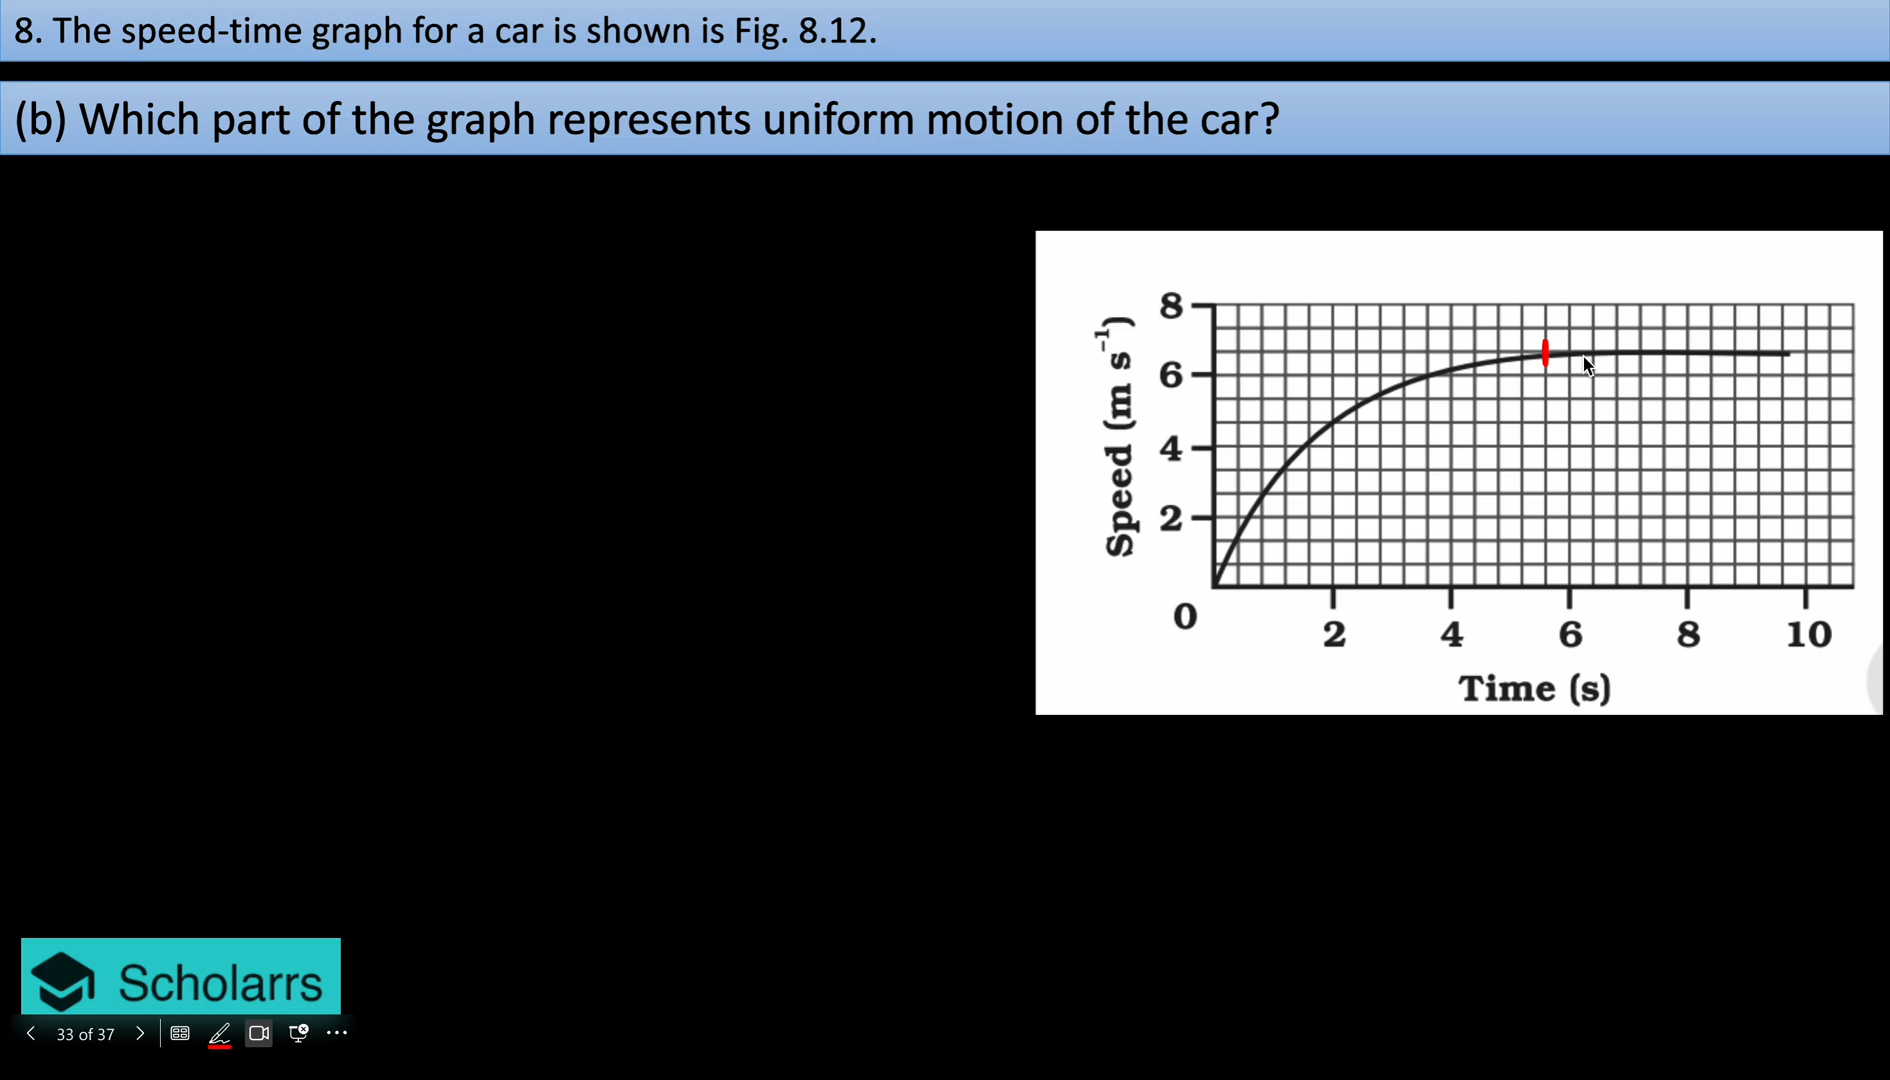 8. The speed-time graph for a car is shown is Fig. 8.12.
(b) Which part of the graph represents uniform motion of the car?
Speed (m s⁻¹)
8
6
4
2
0
2 4 6 8 10
Time (s)
Scholarrs
33 of 37